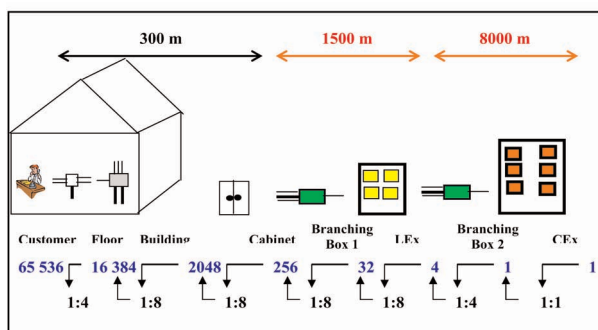 300 m 1500 m 8000 m
Branching Branching
Customer Floor Building Cabinet Box 1 LEx Box 2 CEx
65 536 16 384 2048 256 32 4 1 1
1:4 1:8 1:8 1:8 1:8 1:4 1:1